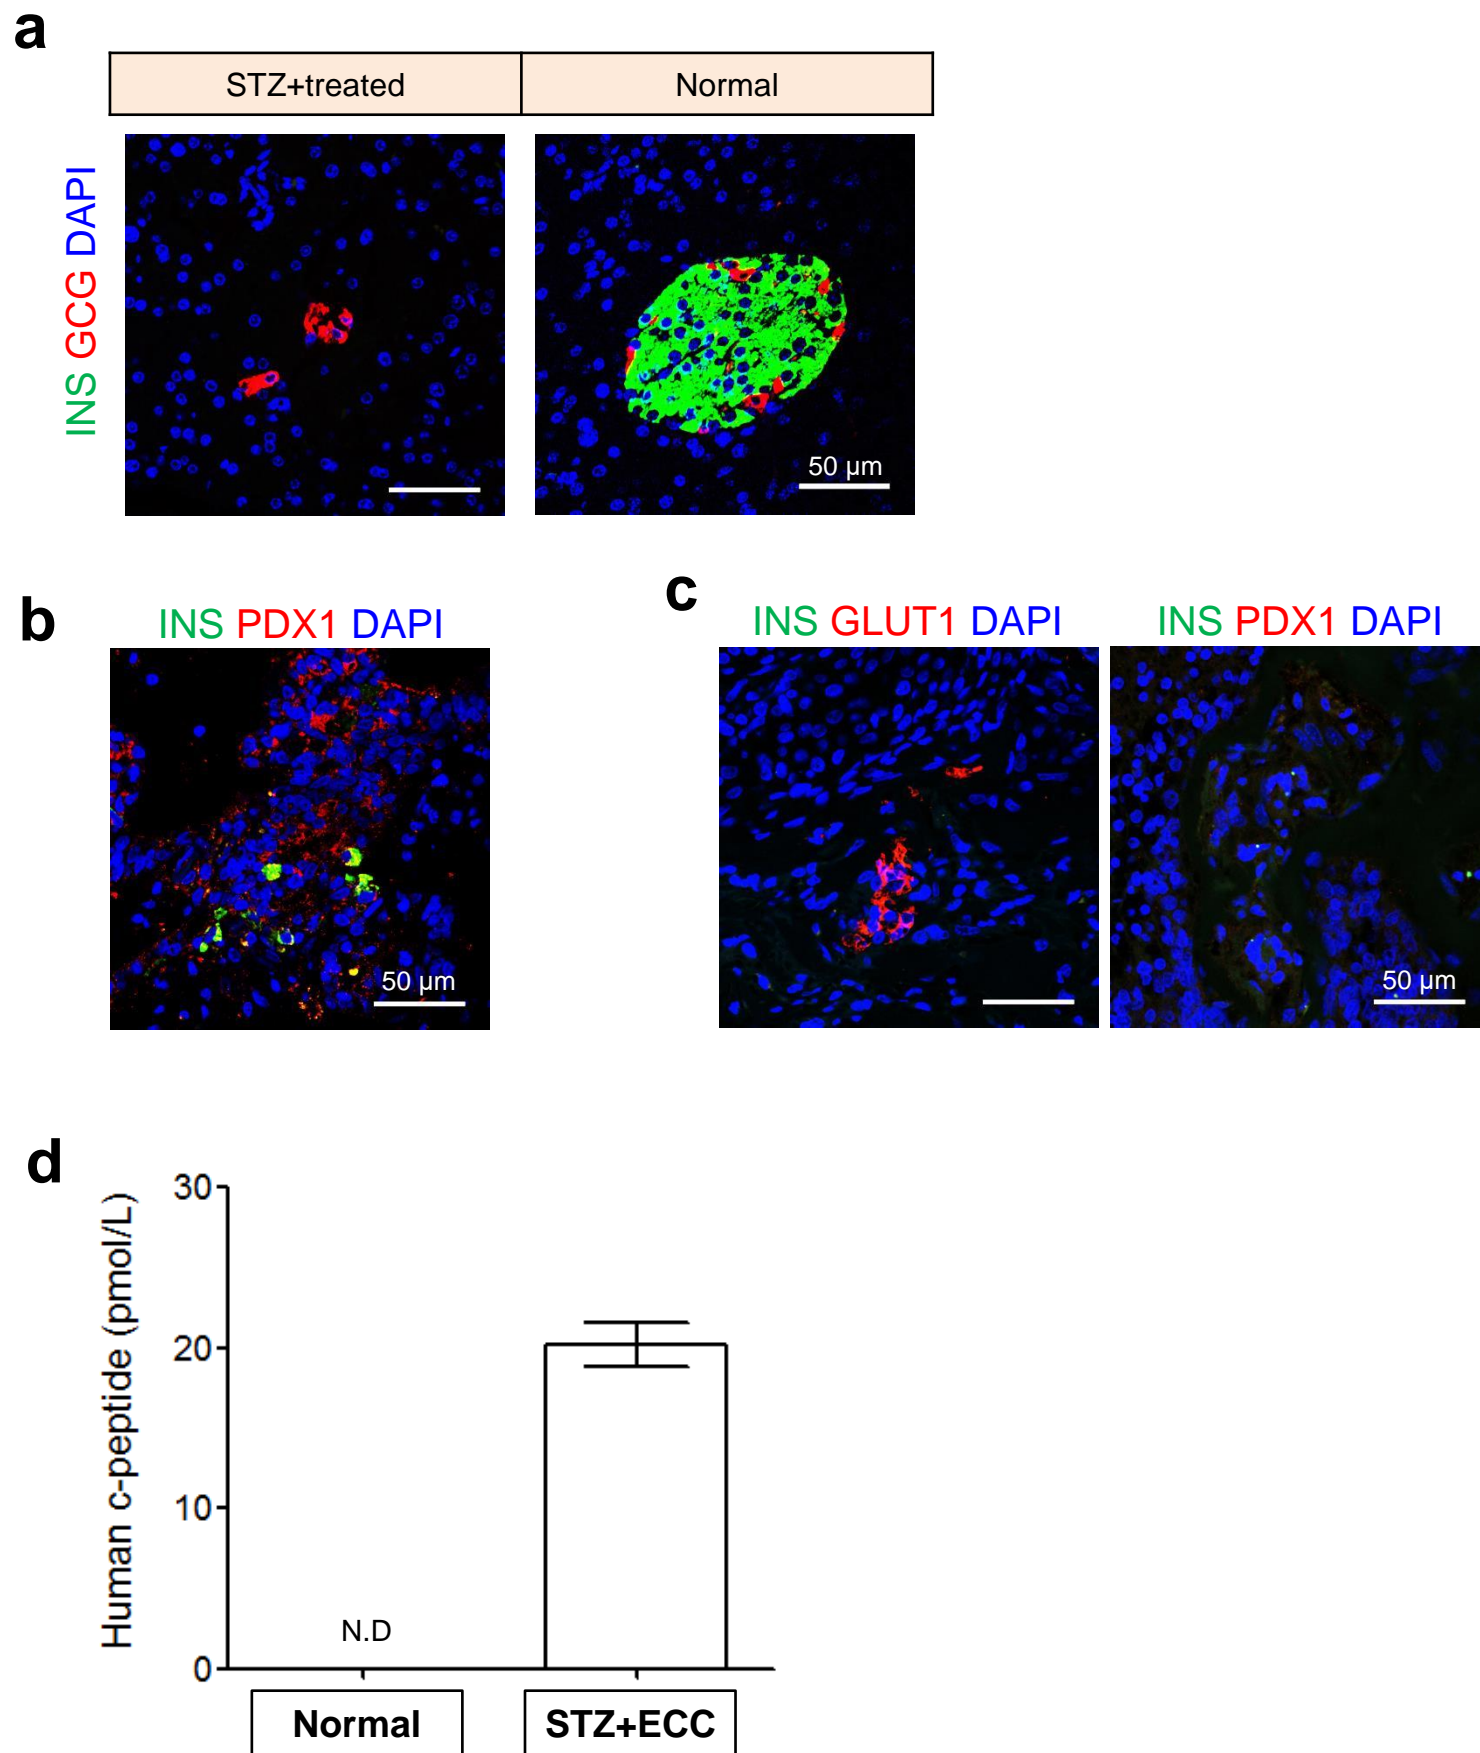 a
STZ+treated
Normal
INS GCG DAPI
50 μm
b
INS PDX1 DAPI
50 μm
c
INS GLUT1 DAPI
INS PDX1 DAPI
50 μm
d
Human c-peptide (pmol/L)
30
20
10
0
N.D
Normal
STZ+ECC